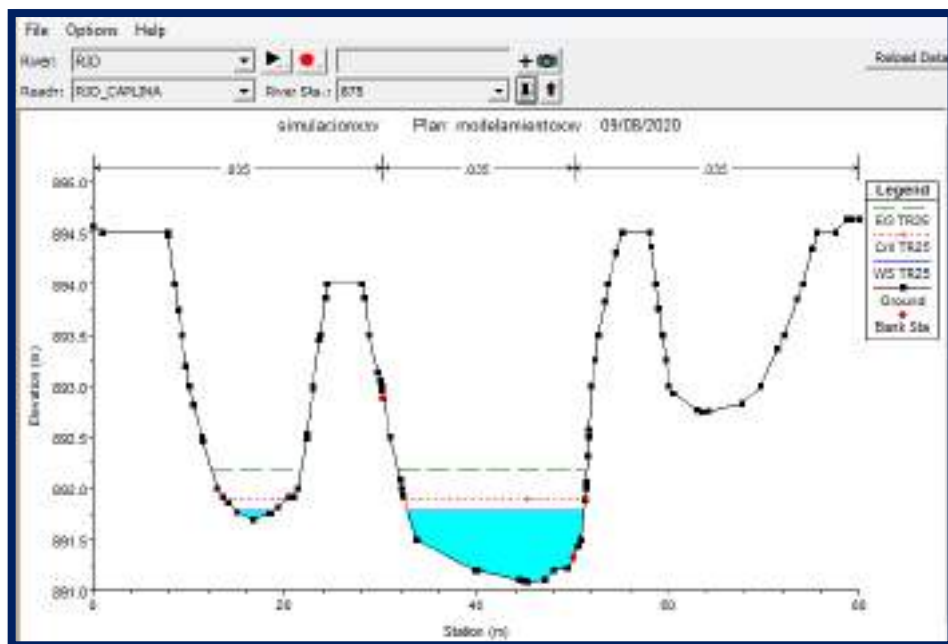 File Options Help
River: RIO
Reload Data
Reach: RIO_CAPLINA River Sta.: 875
Plan: 09/08/2020
.035 .035 .035
Legend
EG TR25
Crit TR25
WS TR25
Ground
Bank Sta
895.0
894.5
894.0
893.5
893.0
892.5
892.0
891.5
891.0
Elevation (m)
0 20 40 60 80
Station (m)